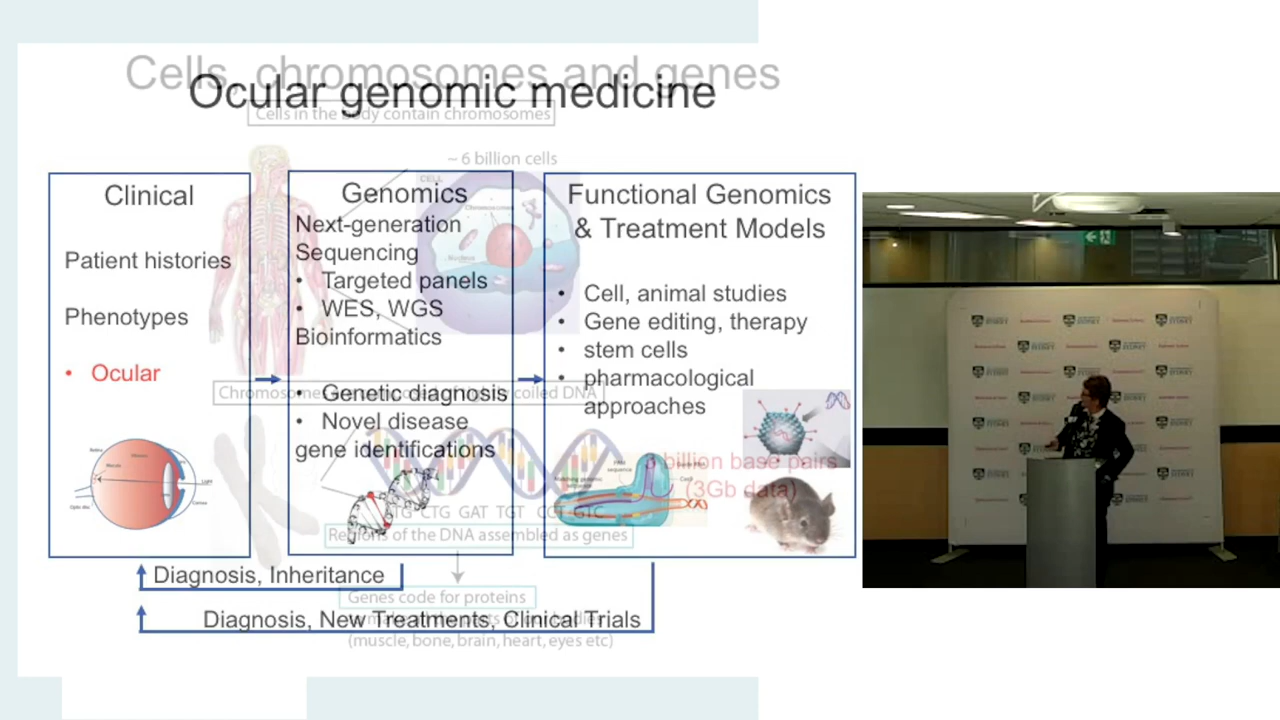 Cells, chromosomes and genes
Ocular genomic medicine
Cells in the body contain chromosomes
~ 6 billion cells
CELL
Nucleus
Clinical
Patient histories
Phenotypes
• Ocular
Genomics
Next-generation
Sequencing
• Targeted panels
• WES, WGS
Bioinformatics
• Genetic diagnosis
• Novel disease
gene identifications
Functional Genomics
& Treatment Models
• Cell, animal studies
• Gene editing, therapy
• stem cells
• pharmacological
approaches
coiled DNA
billion base pairs
(3Gb data)
CTG GAT TGT CCT GTC
Regions of the DNA assembled as genes
Diagnosis, Inheritance
Genes code for proteins
Diagnosis, New Treatments, Clinical Trials
(muscle, bone, brain, heart, eyes etc)
SYDNEY